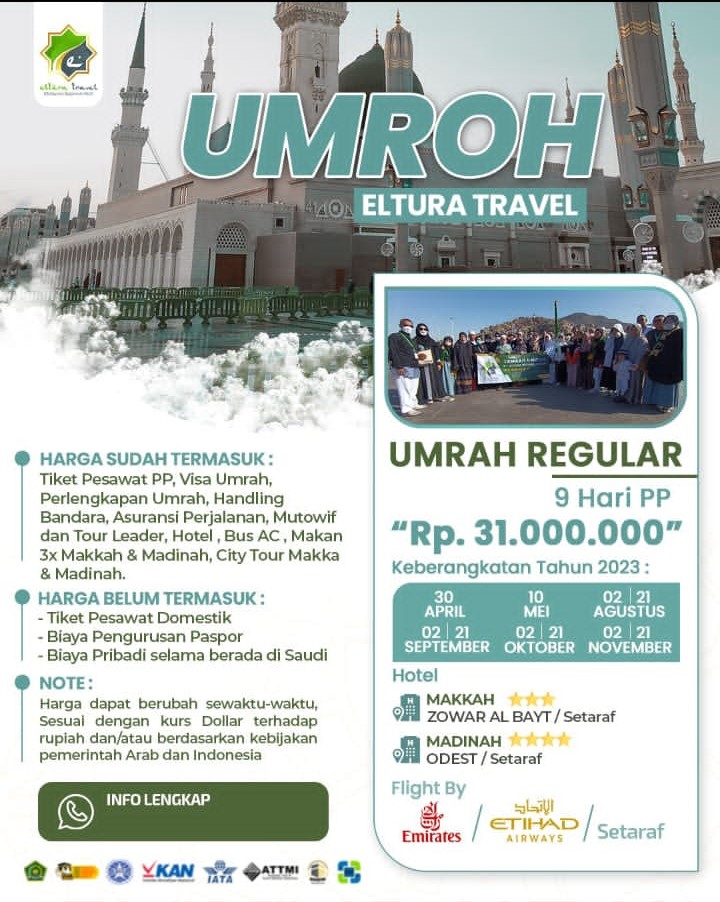 eltura travel
UMROH
ELTURA TRAVEL
HARGA SUDAH TERMASUK :
Tiket Pesawat PP, Visa Umrah,
Perlengkapan Umrah, Handling
Bandara, Asuransi Perjalanan, Mutowif
dan Tour Leader, Hotel , Bus AC , Makan
3x Makkah & Madinah, City Tour Makka
& Madinah.
HARGA BELUM TERMASUK :
- Tiket Pesawat Domestik
- Biaya Pengurusan Paspor
- Biaya Pribadi selama berada di Saudi
NOTE :
Harga dapat berubah sewaktu-waktu,
Sesuai dengan kurs Dollar terhadap
rupiah dan/atau berdasarkan kebijakan
pemerintah Arab dan Indonesia
INFO LENGKAP
UMRAH REGULAR
9 Hari PP
“Rp. 31.000.000”
Keberangkatan Tahun 2023 :
30 APRIL
10 MEI
02 | 21 AGUSTUS
02 | 21 SEPTEMBER
02 | 21 OKTOBER
02 | 21 NOVEMBER
Hotel
MAKKAH
ZOWAR AL BAYT / Setaraf
MADINAH
ODEST / Setaraf
Flight By
Emirates
/
الإتحاد
ETIHAD
AIRWAYS
/ Setaraf
KAN
IATA
ATTMI